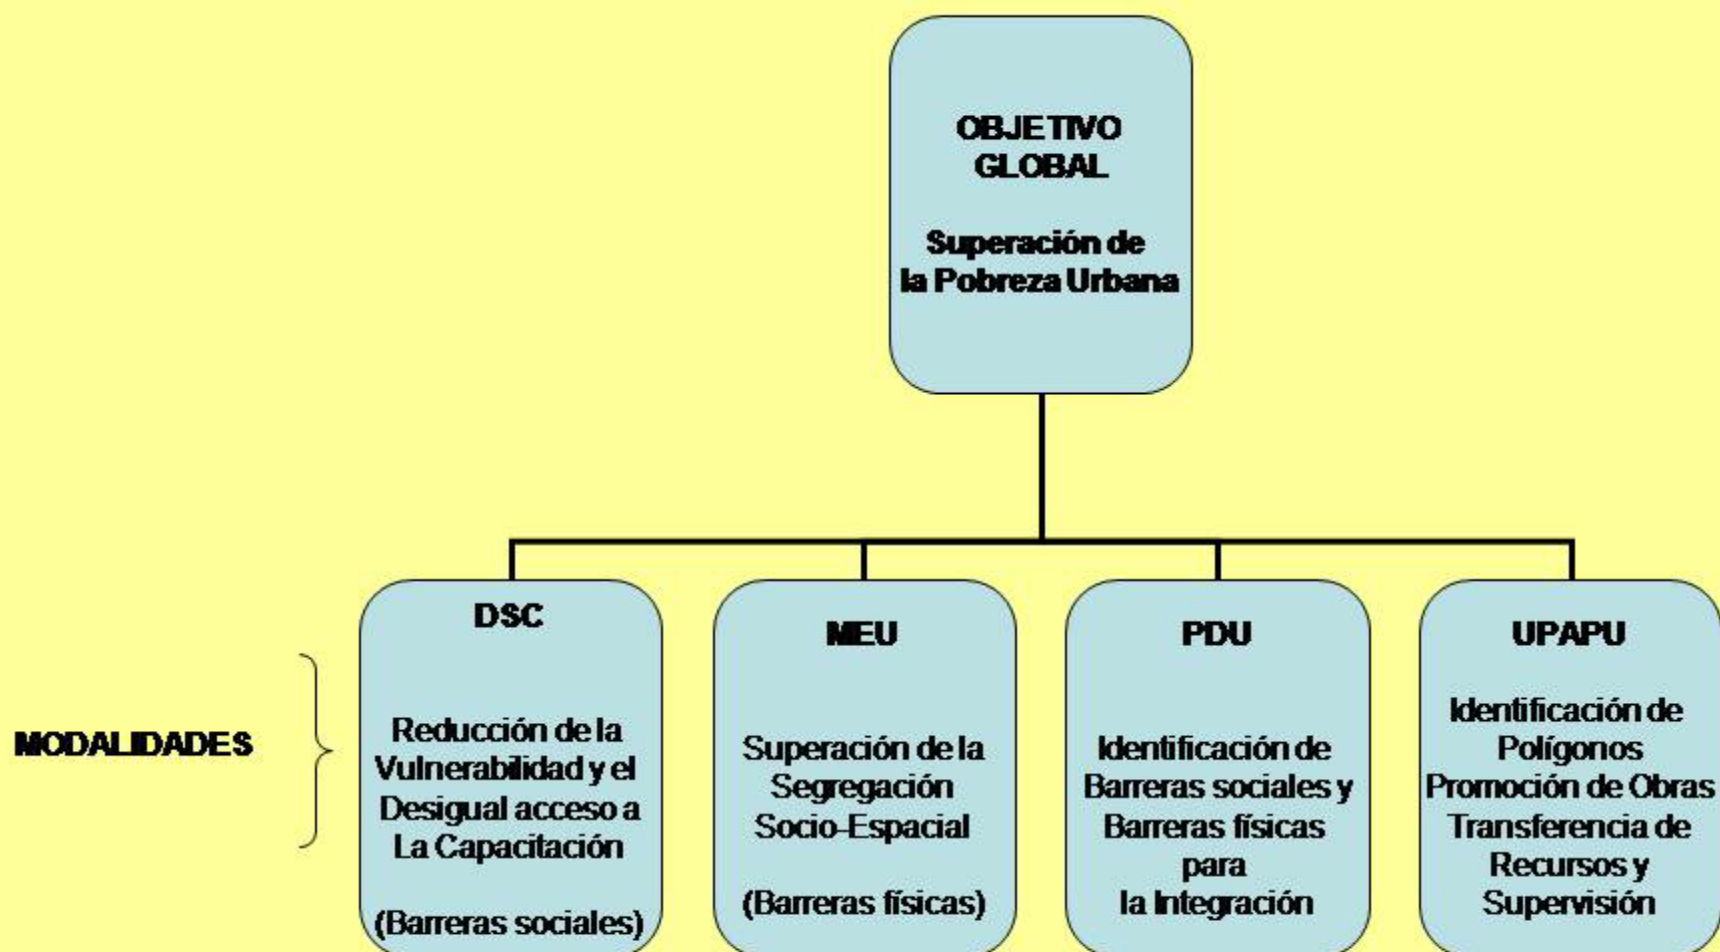 OBJETIVO
GLOBAL
Superación de
la Pobreza Urbana
MODALIDADES
DSC
Reducción de la
Vulnerabilidad y el
Desigual acceso a
La Capacitación
(Barreras sociales)
MEU
Superación de la
Segregación
Socio-Espacial
(Barreras físicas)
PDU
Identificación de
Barreras sociales y
Barreras físicas
para
la Integración
UPAPU
Identificación de
Polígonos
Promoción de Obras
Transferencia de
Recursos y
Supervisión